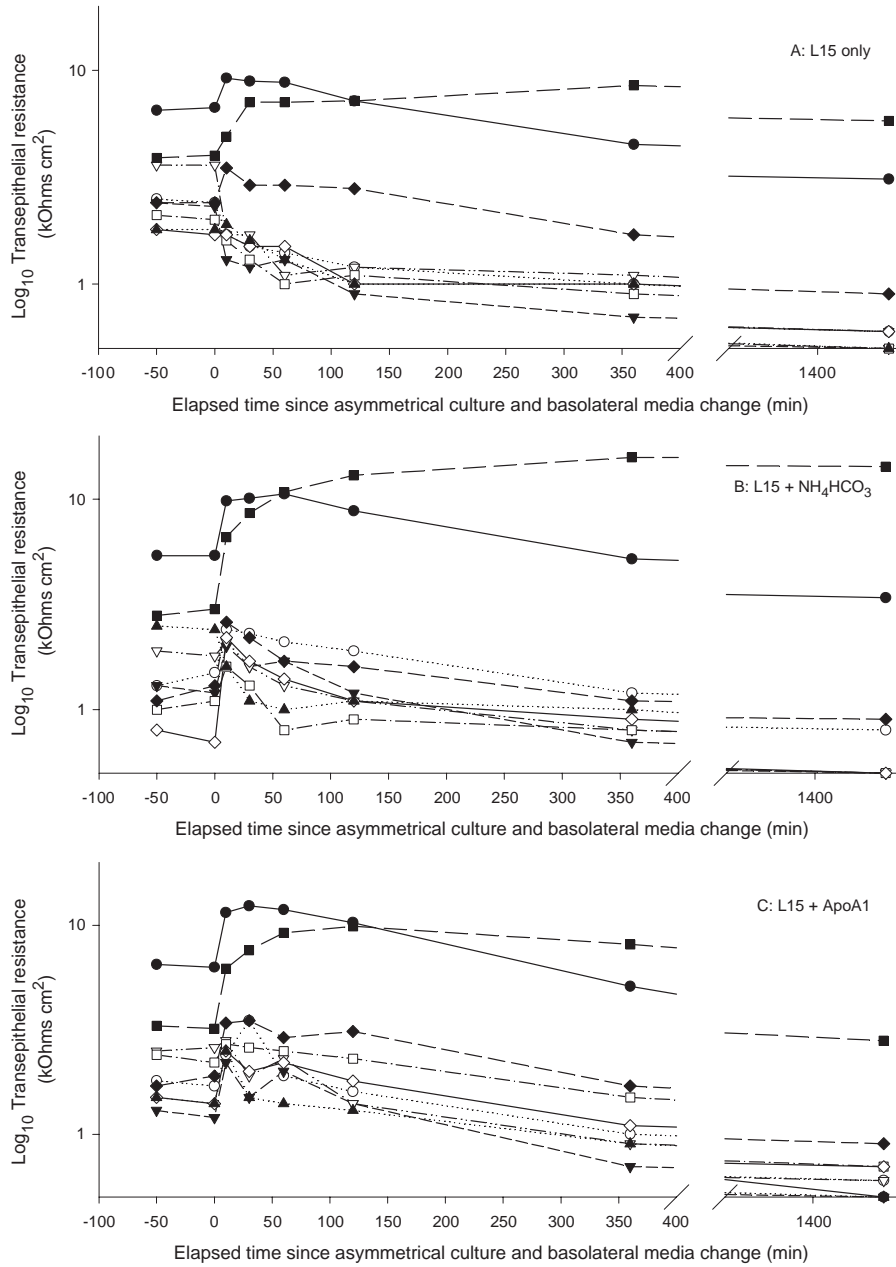 A: L15 only
Log10 Transepithelial resistance
(kOhms cm2)
10
1
-100 -50 0 50 100 150 200 250 300 350 400 1400
Elapsed time since asymmetrical culture and basolateral media change (min)
B: L15 + NH4HCO3
Log10 Transepithelial resistance
(kOhms cm2)
10
1
-100 -50 0 50 100 150 200 250 300 350 400 1400
Elapsed time since asymmetrical culture and basolateral media change (min)
C: L15 + ApoA1
Log10 Transepithelial resistance
(kOhms cm2)
10
1
-100 -50 0 50 100 150 200 250 300 350 400 1400
Elapsed time since asymmetrical culture and basolateral media change (min)